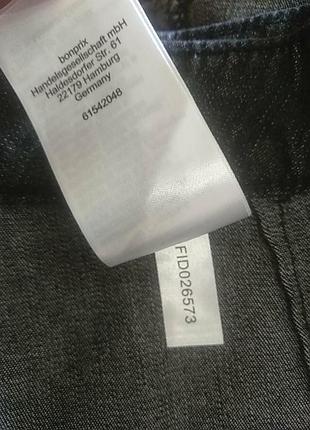 bonprix
Handelsgesellschaft mbH
Haldesdorfer Str. 61
22179 Hamburg
Germany
61542048
FID026573